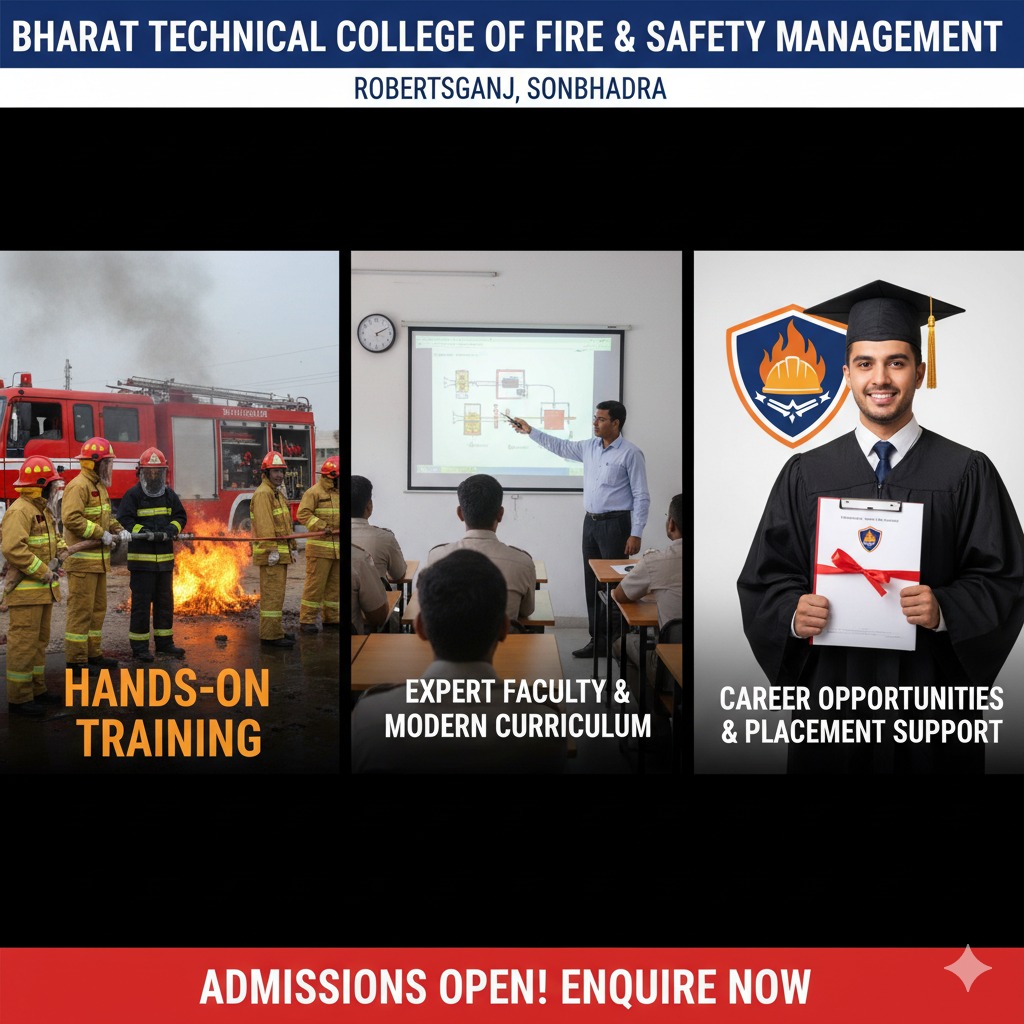 BHARAT TECHNICAL COLLEGE OF FIRE & SAFETY MANAGEMENT
ROBERTSGANJ, SONBHADRA
HANDS-ON
TRAINING
EXPERT FACULTY &
MODERN CURRICULUM
CAREER OPPORTUNITIES
& PLACEMENT SUPPORT
ADMISSIONS OPEN! ENQUIRE NOW